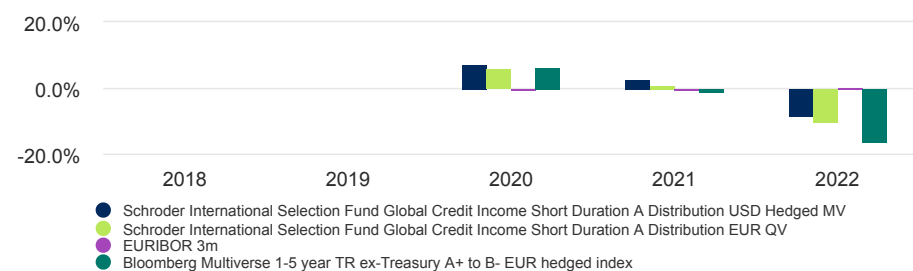 20.0%
0.0%
-20.0%
2018 2019 2020 2021 2022
Schroder International Selection Fund Global Credit Income Short Duration A Distribution USD Hedged MV
Schroder International Selection Fund Global Credit Income Short Duration A Distribution EUR QV
EURIBOR 3m
Bloomberg Multiverse 1-5 year TR ex-Treasury A+ to B- EUR hedged index